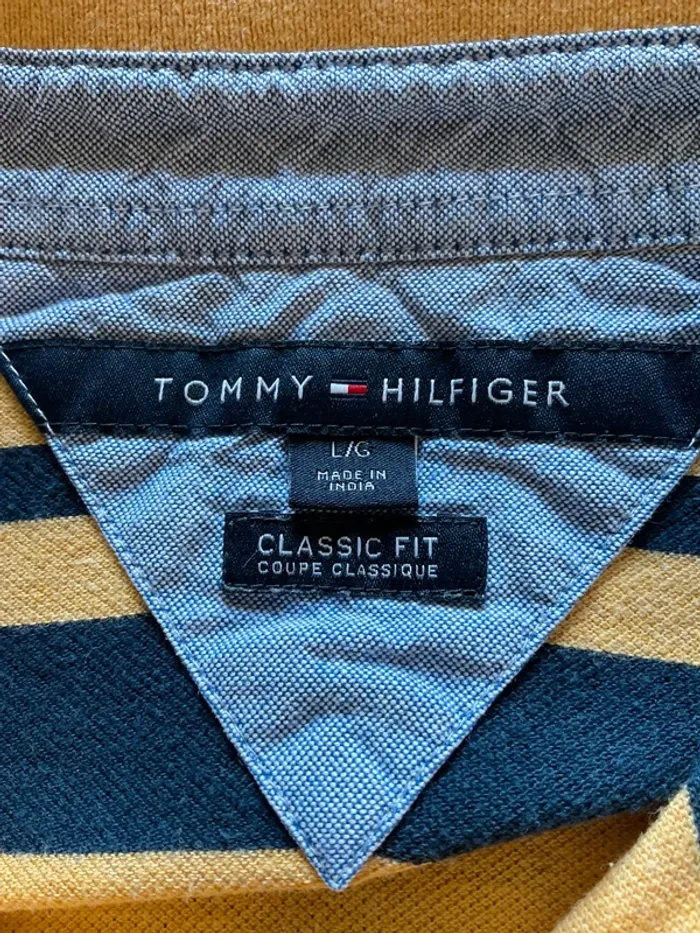 TOMMY HILFIGER
L/G
MADE IN
INDIA
CLASSIC FIT
COUPE CLASSIQUE